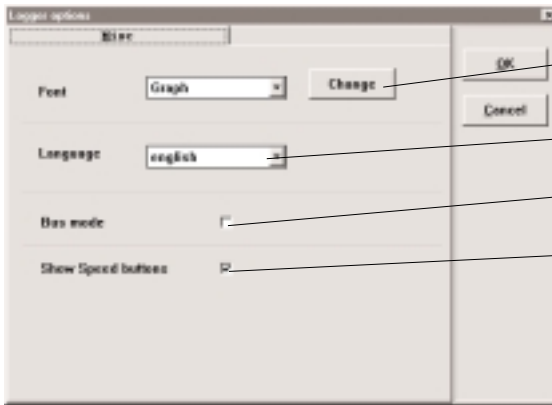 Logger options
Misc
Font
Graph
Change
OK
Cancel
Language
english
Bus mode
Show Speed buttons